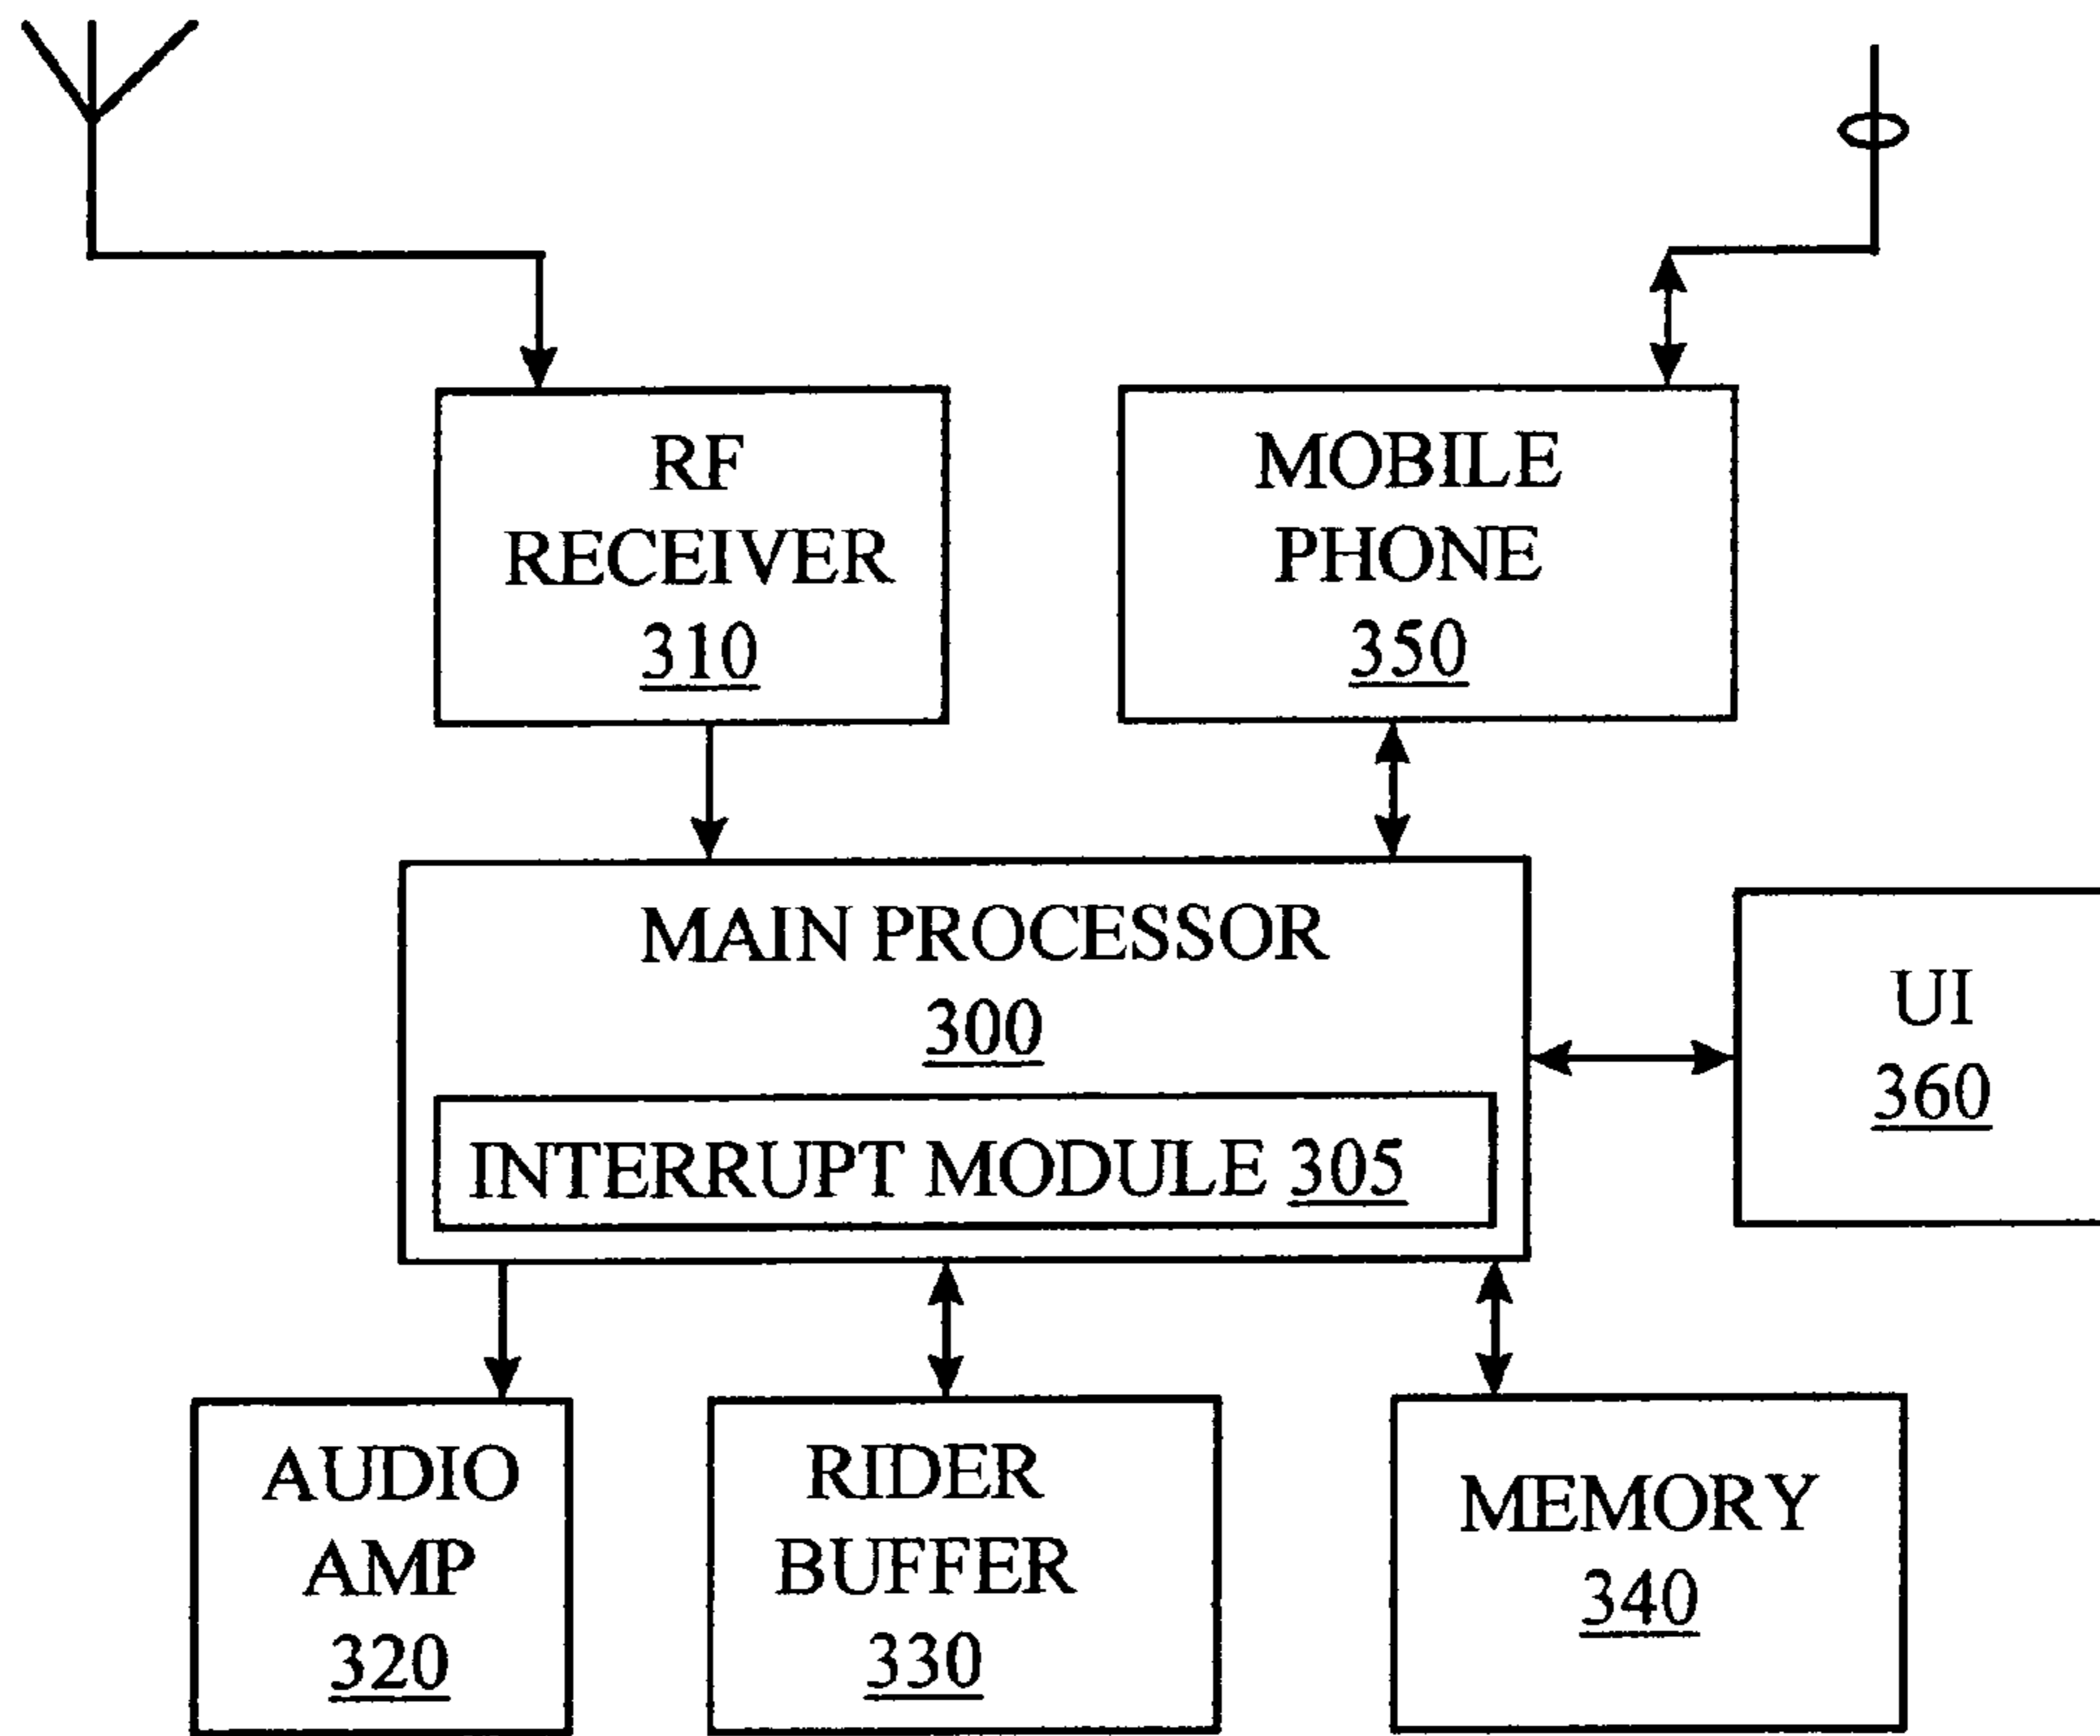 RF
RECEIVER
310
MOBILE
PHONE
350
MAIN PROCESSOR
300
INTERRUPT MODULE 305
UI
360
AUDIO
AMP
320
RIDER
BUFFER
330
MEMORY
340